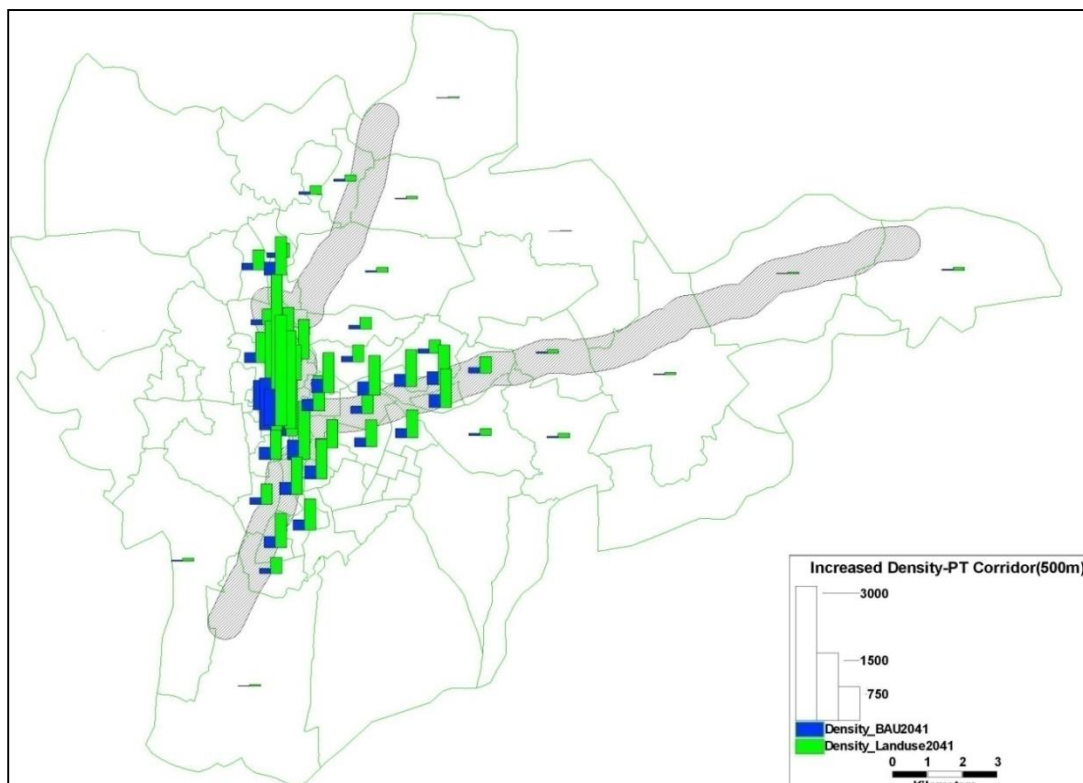 Increased Density-PT Corridor(500m)
3000
1500
750
Density_BAU2041
Density_Landuse2041
0 1 2 3